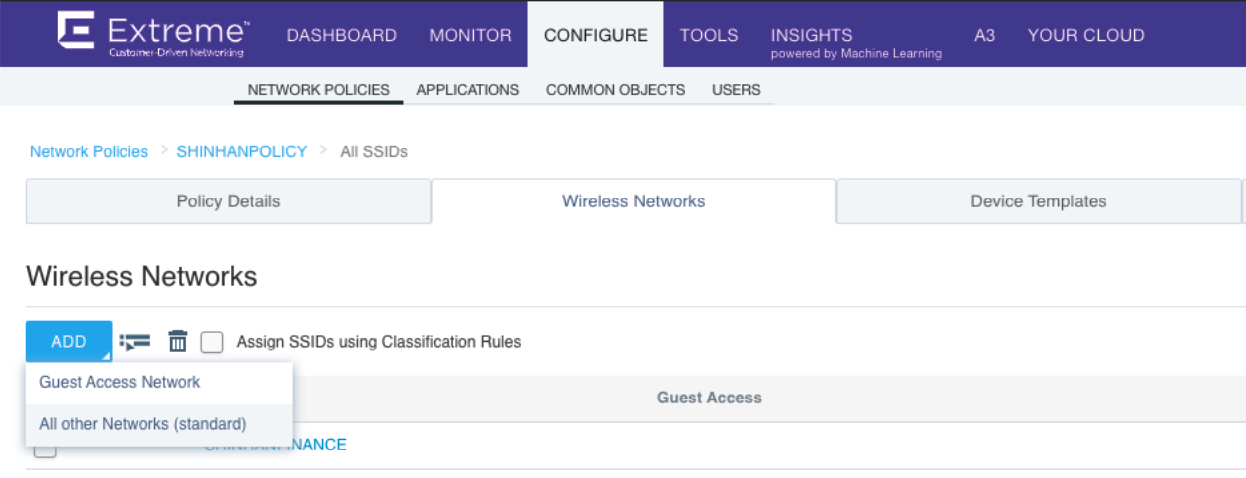 Extreme™
Customer-Driven Networking
DASHBOARD MONITOR CONFIGURE TOOLS INSIGHTS A3 YOUR CLOUD
powered by Machine Learning
NETWORK POLICIES APPLICATIONS COMMON OBJECTS USERS
Network Policies > SHINHANPOLICY > All SSIDs
Policy Details Wireless Networks Device Templates
Wireless Networks
ADD Assign SSIDs using Classification Rules
Guest Access Network
Guest Access
All other Networks (standard)
SHINHANFINANCE